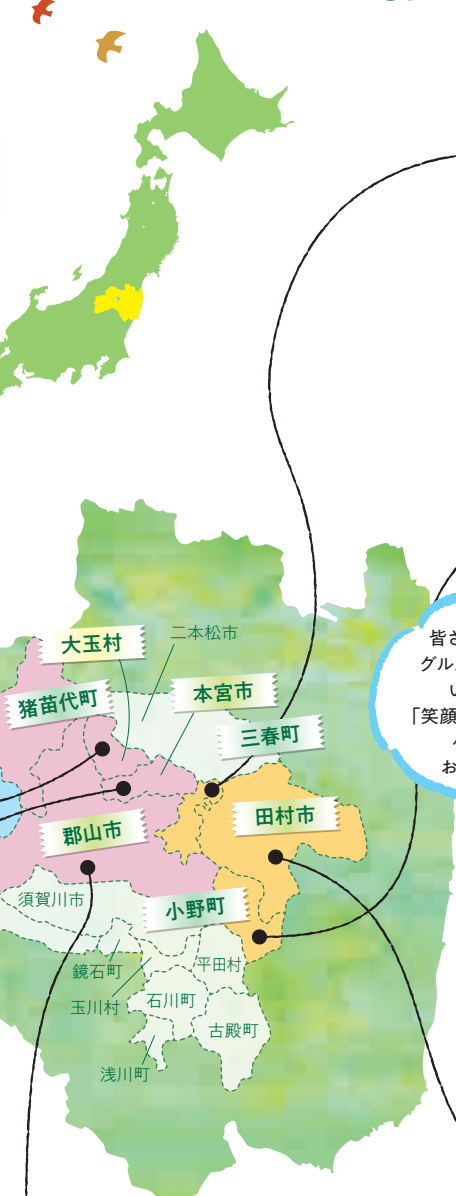 二本松市
大玉村
本宮市
猪苗代町
三春町
田村市
郡山市
須賀川市
小野町
鏡石町
平田村
玉川村
石川町
古殿町
浅川町
皆さ
グル
い
「笑顔
お